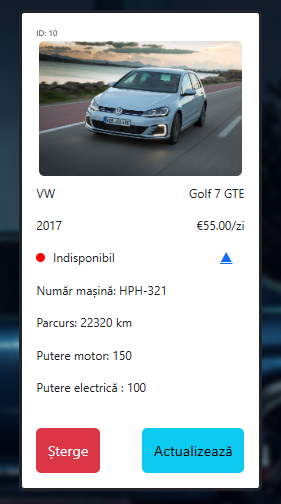 ID: 10
VW Golf 7 GTE
2017 €55.00/zi
Indisponibil
Număr mașină: HPH-321
Parcurs: 22320 km
Putere motor: 150
Putere electrică : 100
Șterge Actualizează